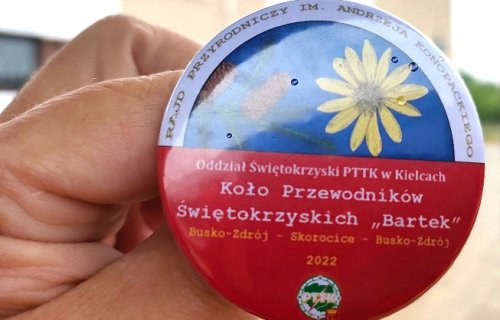 RAJD PRZYRODNICZY IM. ANDRZEJA KONOPACKIEGO
Oddział Świętokrzyski PTTK w Kielcach
Koło Przewodników
Świętokrzyskich „Bartek"
Busko-Zdrój - Skorocice - Busko-Zdrój
2022
PTTK